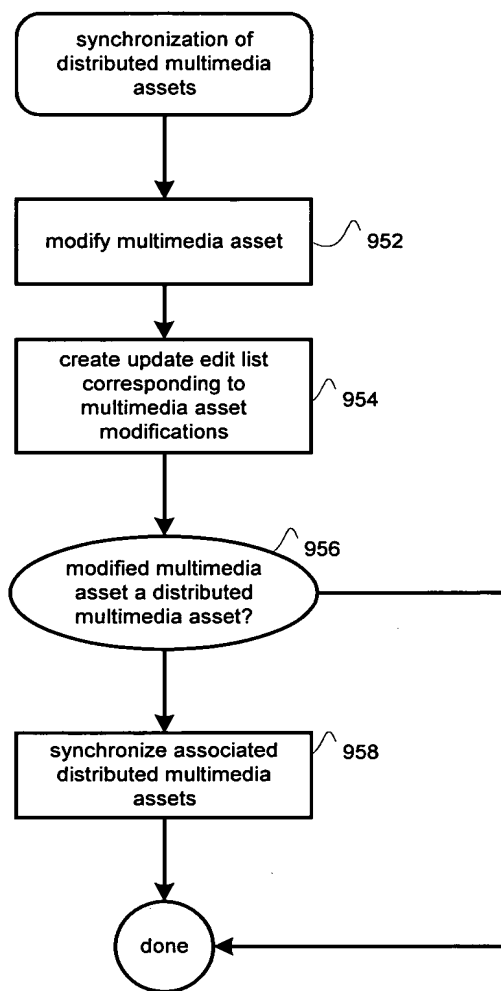 synchronization of
distributed multimedia
assets
modify multimedia asset
952
create update edit list
corresponding to
multimedia asset
modifications
954
956
modified multimedia
asset a distributed
multimedia asset?
synchronize associated
distributed multimedia
assets
958
done